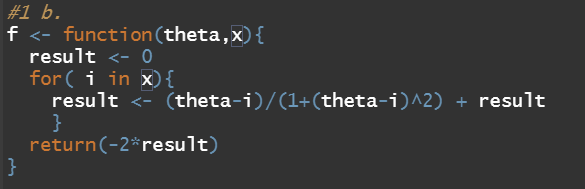 #1 b.
f <- function(theta,x){
  result <- 0
  for( i in x){
    result <- (theta-i)/(1+(theta-i)^2) + result
    }
  return(-2*result)
}